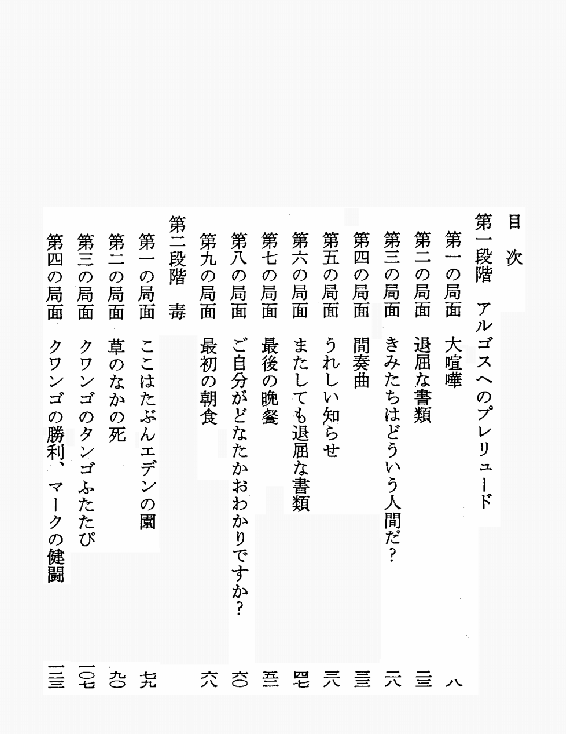 目次
第一段階 アルゴスへのプレリュード
第一の局面 大喧嘩 八
第二の局面 退屈な書類 二三
第三の局面 きみたちはどういう人間だ? 二八
第四の局面 間奏曲 三三
第五の局面 うれしい知らせ 三八
第六の局面 またしても退屈な書類 四七
第七の局面 最後の晩餐 五二
第八の局面 ご自分がどなたかおわかりですか? 六〇
第九の局面 最初の朝食 六八
第二段階 毒
第一の局面 ここはたぶんエデンの園 七九
第二の局面 草のなかの死 九〇
第三の局面 クワンゴのタンゴふたたび 一〇七
第四の局面 クワンゴの勝利、マークの健闘 一二三